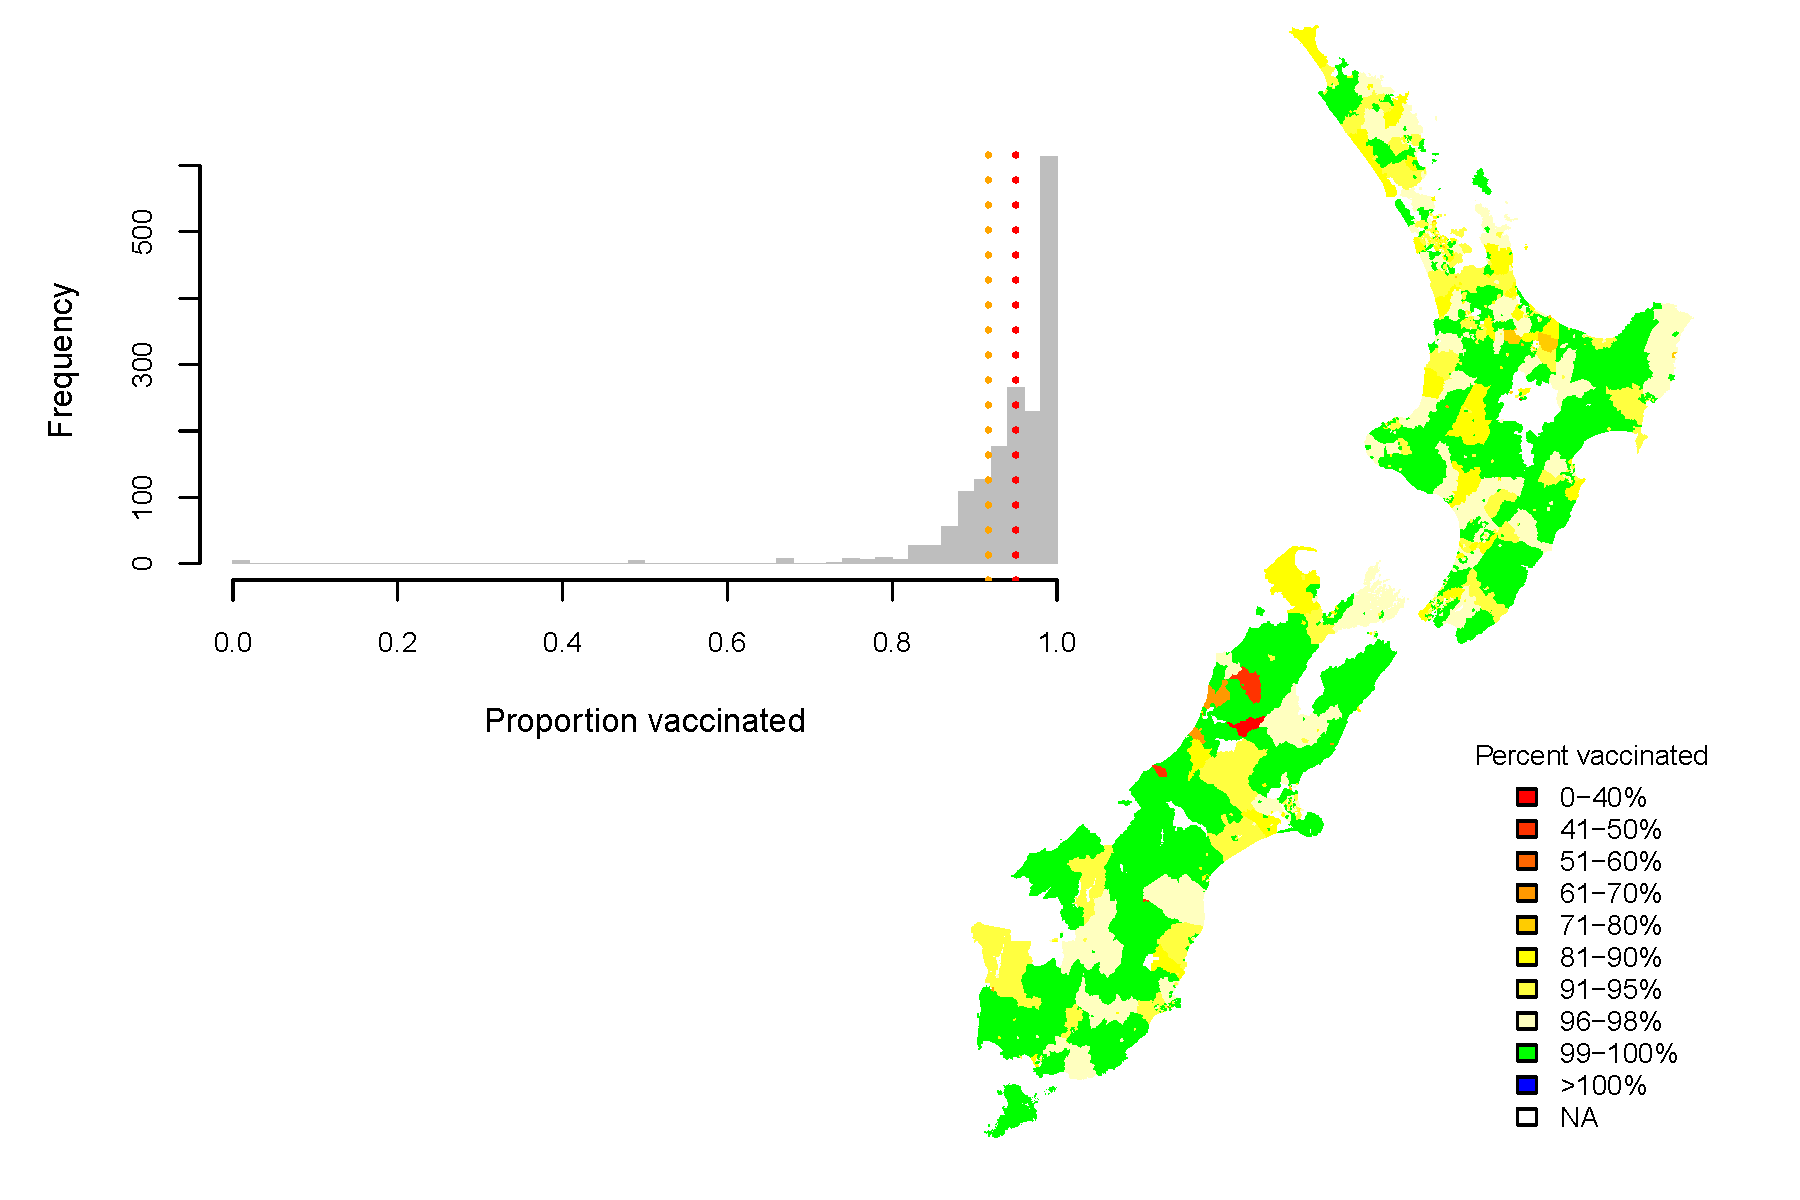 Frequency
500
300
100
0
0.0 0.2 0.4 0.6 0.8 1.0
Proportion vaccinated
Percent vaccinated
0−40%
41−50%
51−60%
61−70%
71−80%
81−90%
91−95%
96−98%
99−100%
>100%
NA